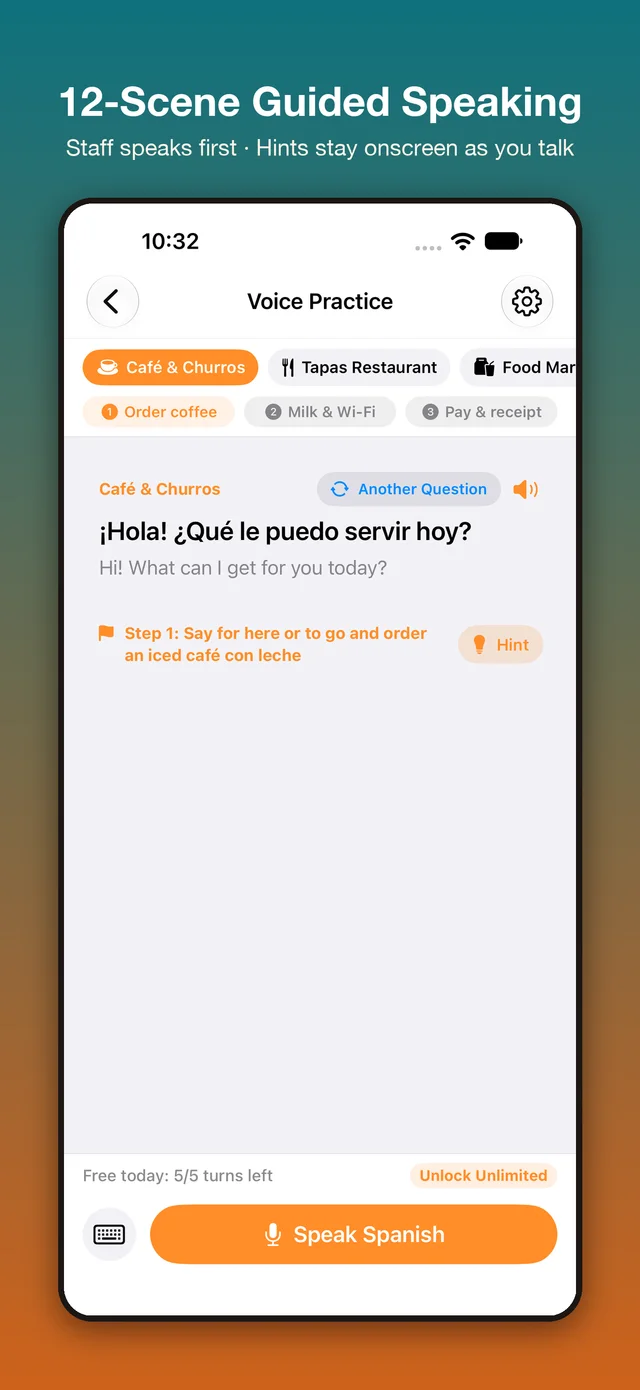 12-Scene Guided Speaking
Staff speaks first · Hints stay onscreen as you talk
10:32
Voice Practice
Café & Churros
Tapas Restaurant
Food Mar
1 Order coffee
2 Milk & Wi-Fi
3 Pay & receipt
Café & Churros
Another Question
¡Hola! ¿Qué le puedo servir hoy?
Hi! What can I get for you today?
Step 1: Say for here or to go and order
an iced café con leche
Hint
Free today: 5/5 turns left
Unlock Unlimited
Speak Spanish